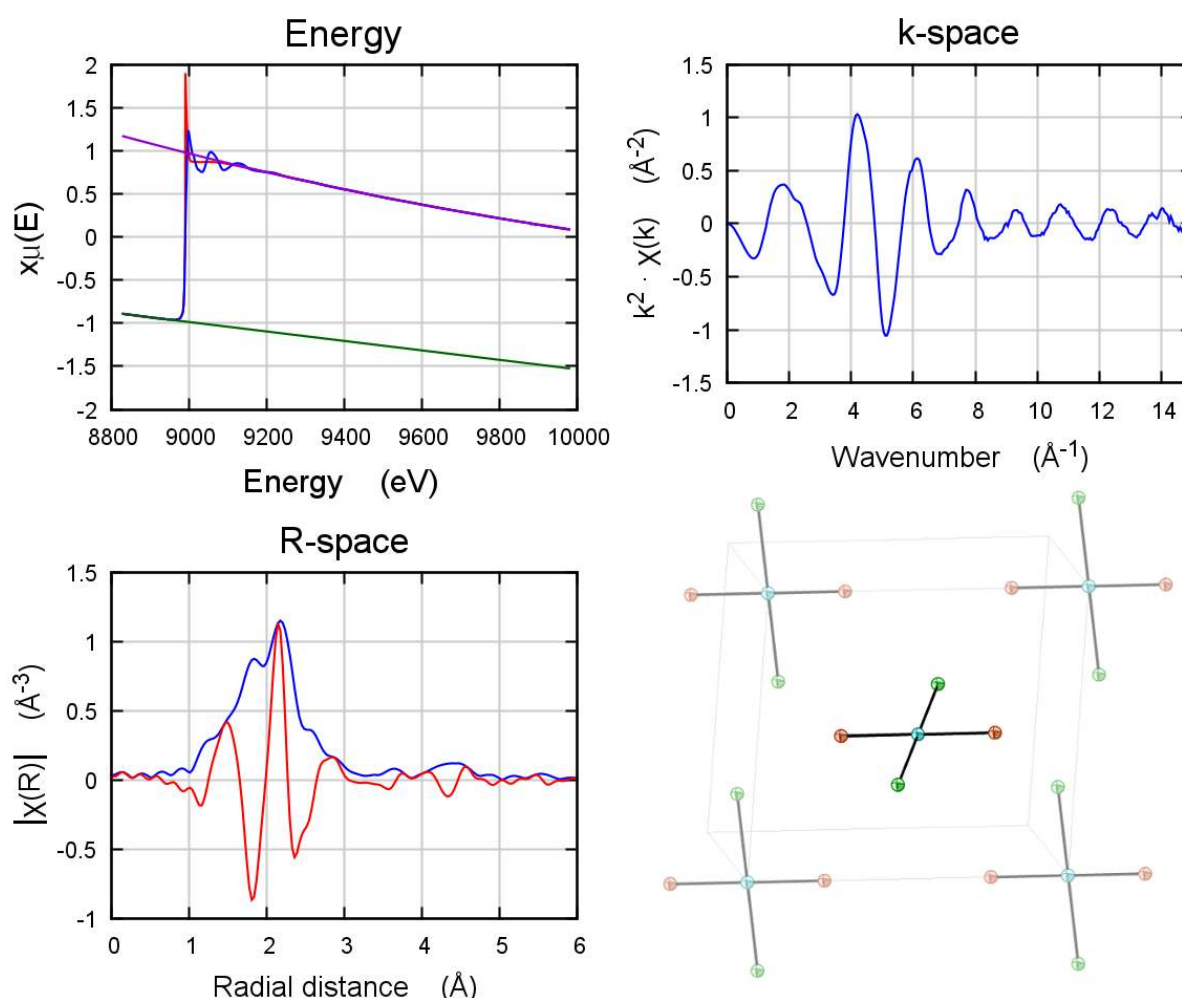 Energy
2
1.5
1
0.5
0
-0.5
-1
-1.5
-2
xμ(E)
8800 9000 9200 9400 9600 9800 10000
Energy (eV)
k-space
1.5
1
0.5
0
-0.5
-1
-1.5
k² · χ(k) (Å⁻²)
0 2 4 6 8 10 12 14
Wavenumber (Å⁻¹)
R-space
1.5
1
0.5
0
-0.5
-1
|χ(R)| (Å⁻³)
0 1 2 3 4 5 6
Radial distance (Å)